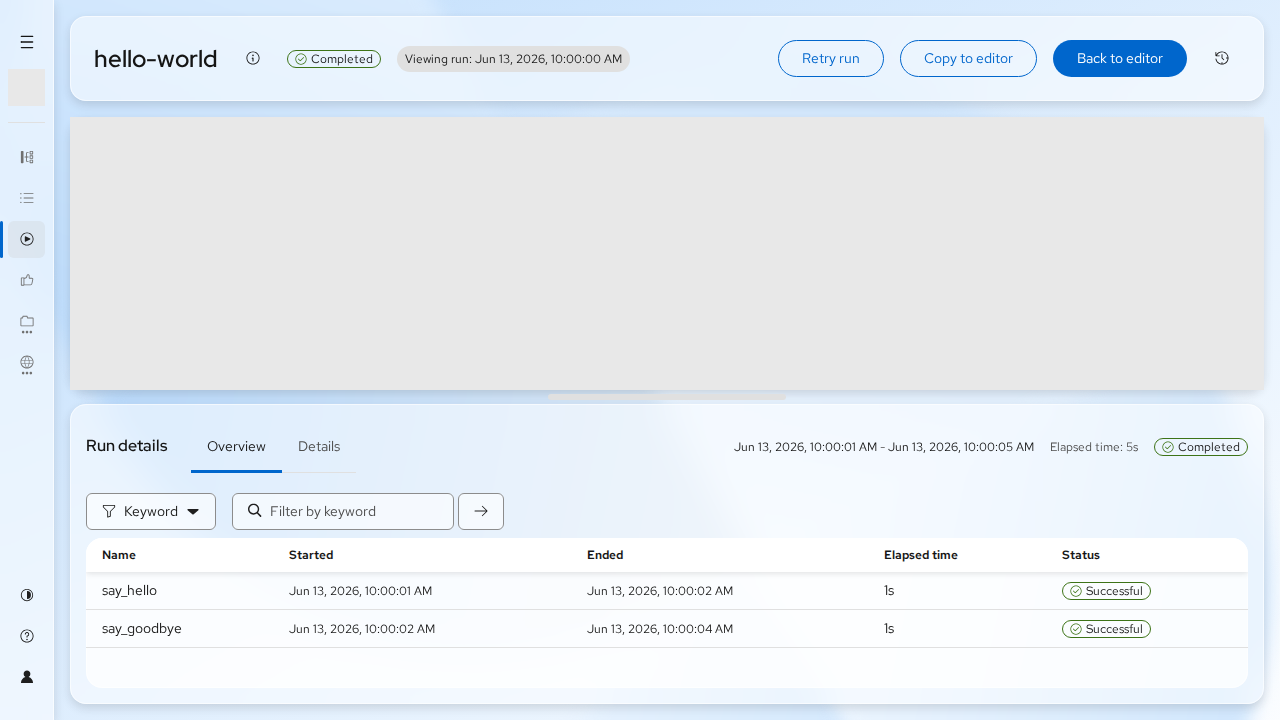 hello-world
Completed
Viewing run: Jun 13, 2026, 10:00:00 AM
Retry run
Copy to editor
Back to editor
Run details
Overview
Details
Jun 13, 2026, 10:00:01 AM - Jun 13, 2026, 10:00:05 AM
Elapsed time: 5s
Completed
Keyword
Filter by keyword
Name Started Ended Elapsed time Status
say_hello Jun 13, 2026, 10:00:01 AM Jun 13, 2026, 10:00:02 AM 1s Successful
say_goodbye Jun 13, 2026, 10:00:02 AM Jun 13, 2026, 10:00:04 AM 1s Successful